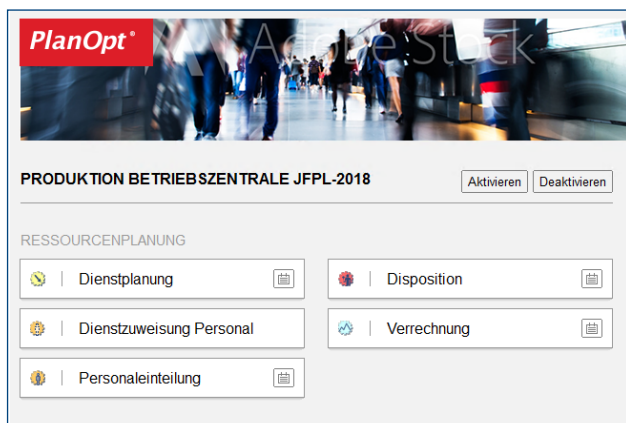 PlanOpt®
Adobe Stock
PRODUKTION BETRIEBSZENTRALE JFPL-2018
Aktivieren Deaktivieren
RESSOURCENPLANUNG
Dienstplanung
Disposition
Dienstzuweisung Personal
Verrechnung
Personaleinteilung